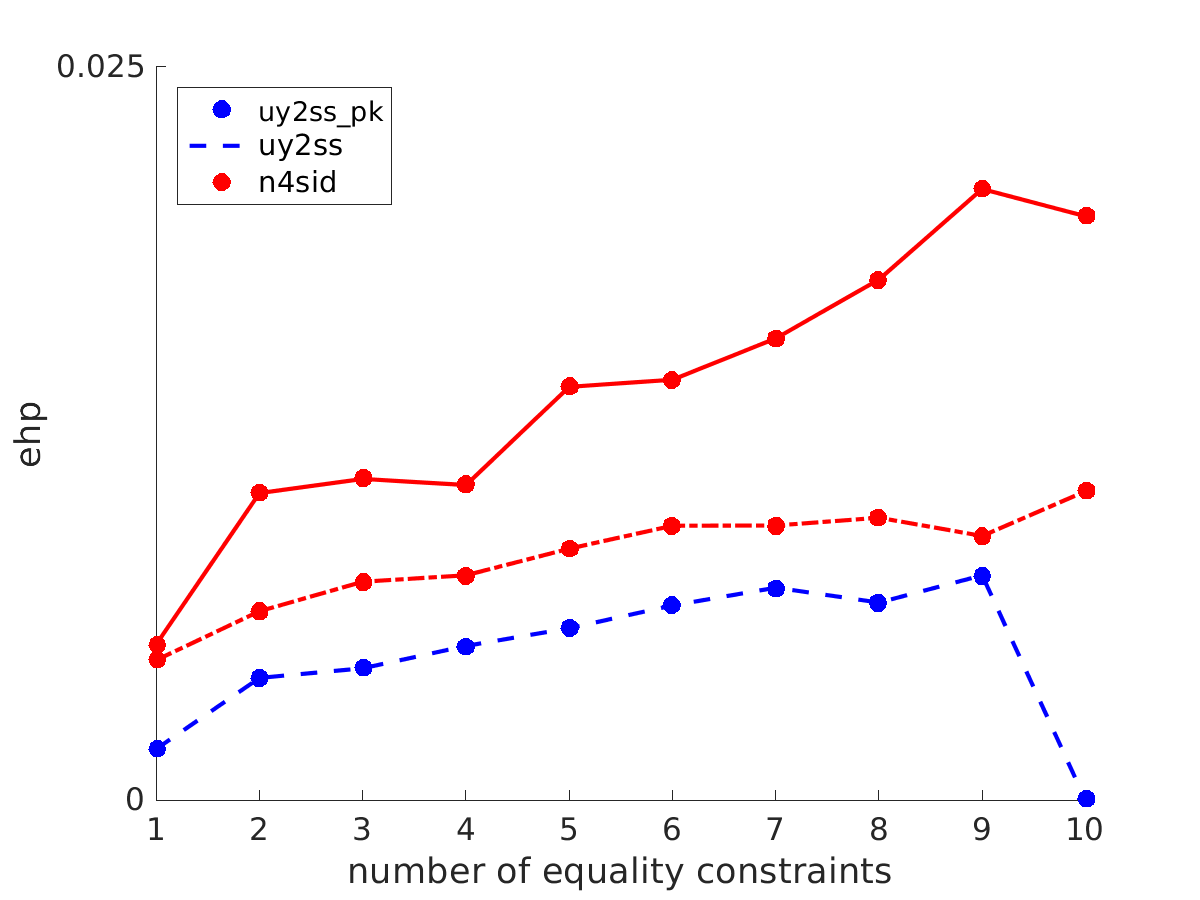 0.025
uy2ss_pk
uy2ss
n4sid
ehp
0
1 2 3 4 5 6 7 8 9 10
number of equality constraints